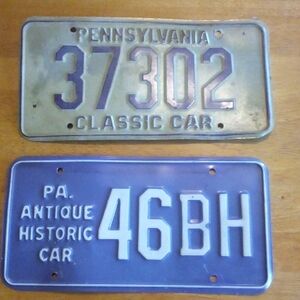 PENNSYLVANIA
37302
CLASSIC CAR
PA.
ANTIQUE
HISTORIC
CAR
46BH